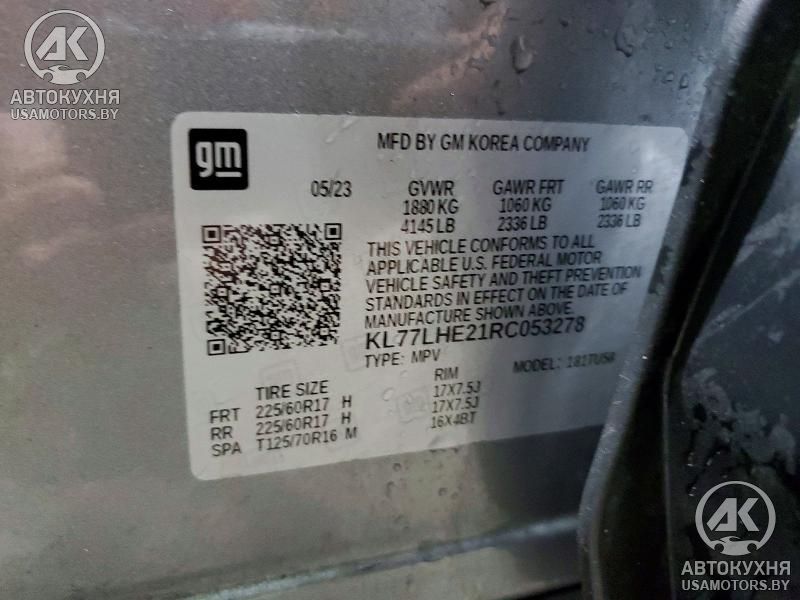 AK
АВТОКУХНЯ
USAMOTORS.BY
gm
MFD BY GM KOREA COMPANY
05/23 GVWR GAWR FRT GAWR RR
1880 KG 1060 KG 1060 KG
4145 LB 2336 LB 2336 LB
THIS VEHICLE CONFORMS TO ALL
APPLICABLE U.S. FEDERAL MOTOR
VEHICLE SAFETY AND THEFT PREVENTION
STANDARDS IN EFFECT ON THE DATE OF
MANUFACTURE SHOWN ABOVE.
KL77LHE21RC053278
TYPE: MPV MODEL: 1817U58
TIRE SIZE RIM
FRT 225/60R17 H 17X7.5J
RR 225/60R17 H 17X7.5J
SPA T125/70R16 M 16X4BT
AK
АВТОКУХНЯ
USAMOTORS.BY